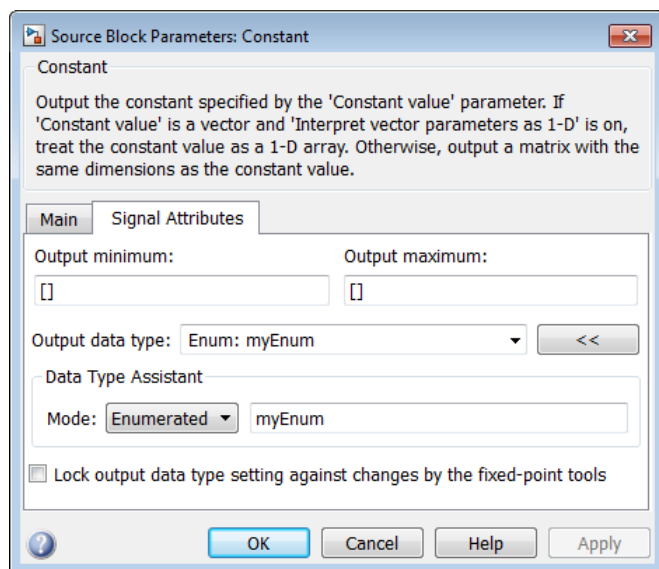 Source Block Parameters: Constant
Constant
Output the constant specified by the 'Constant value' parameter. If
'Constant value' is a vector and 'Interpret vector parameters as 1-D' is on,
treat the constant value as a 1-D array. Otherwise, output a matrix with the
same dimensions as the constant value.
Main Signal Attributes
Output minimum: Output maximum:
[] []
Output data type: Enum: myEnum <<
Data Type Assistant
Mode: Enumerated myEnum
Lock output data type setting against changes by the fixed-point tools
? OK Cancel Help Apply